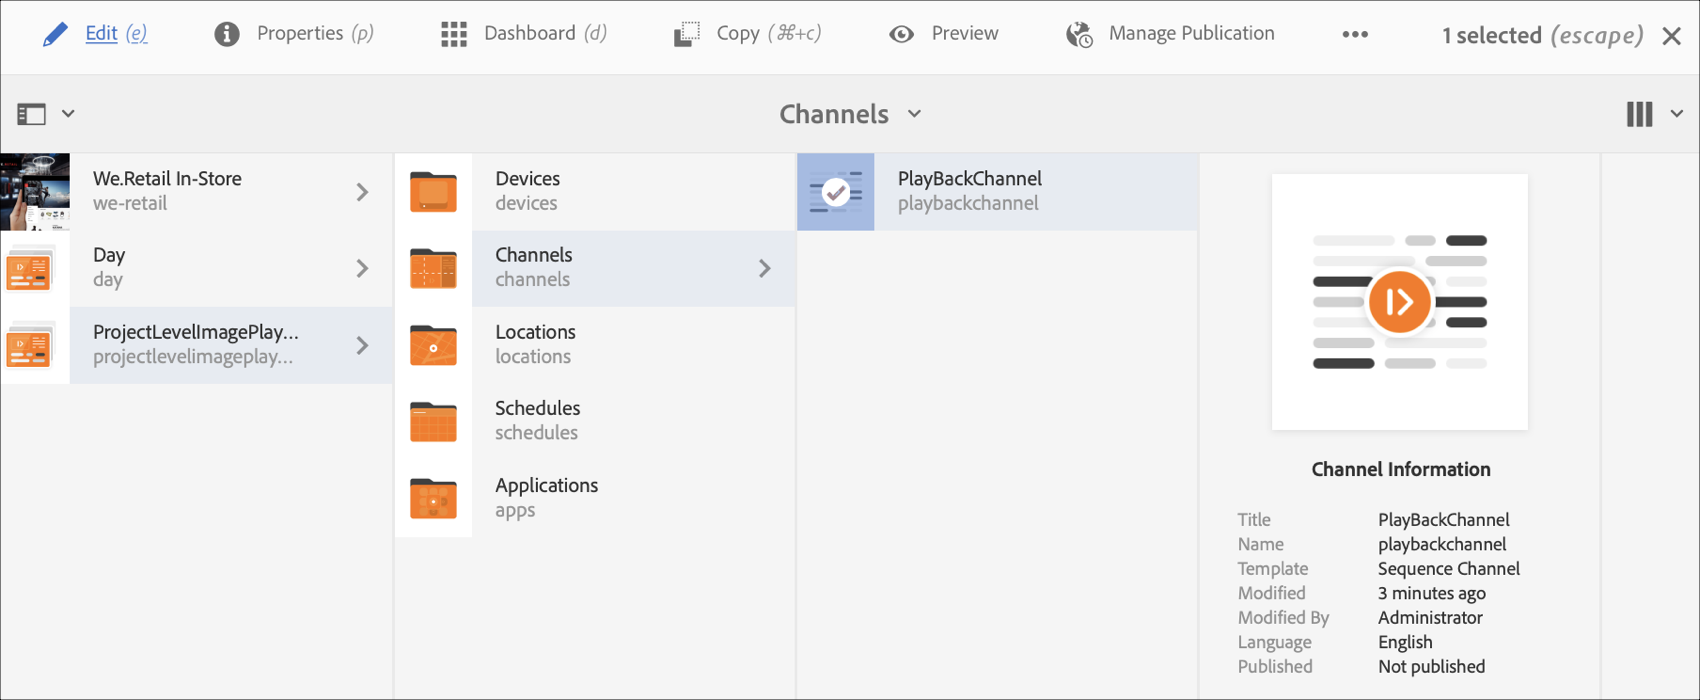 Edit (e)
Properties (p)
Dashboard (d)
Copy (⌘+c)
Preview
Manage Publication
1 selected (escape)
Channels
We.Retail In-Store
we-retail
Day
day
ProjectLevelImagePlay...
projectlevelimageplay...
Devices
devices
Channels
channels
Locations
locations
Schedules
schedules
Applications
apps
PlayBackChannel
playbackchannel
Channel Information
Title PlayBackChannel
Name playbackchannel
Template Sequence Channel
Modified 3 minutes ago
Modified By Administrator
Language English
Published Not published